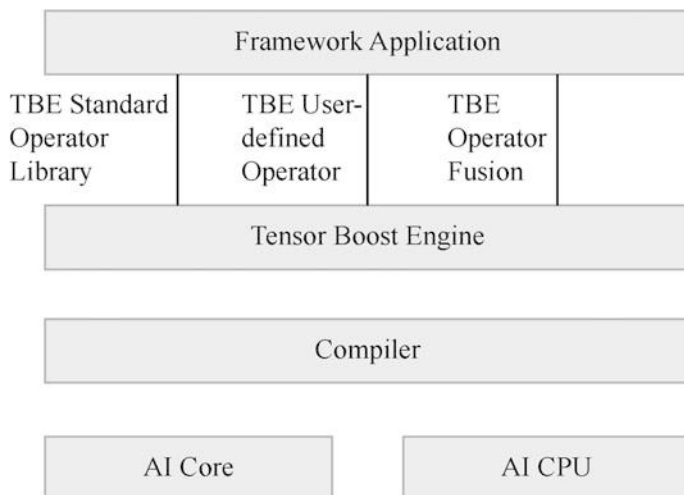 Framework Application
TBE Standard
Operator
Library
TBE User-
defined
Operator
TBE
Operator
Fusion
Tensor Boost Engine
Compiler
AI Core
AI CPU